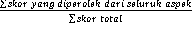 ∑skor yang diperoleh dari seluruh aspek
∑skor total